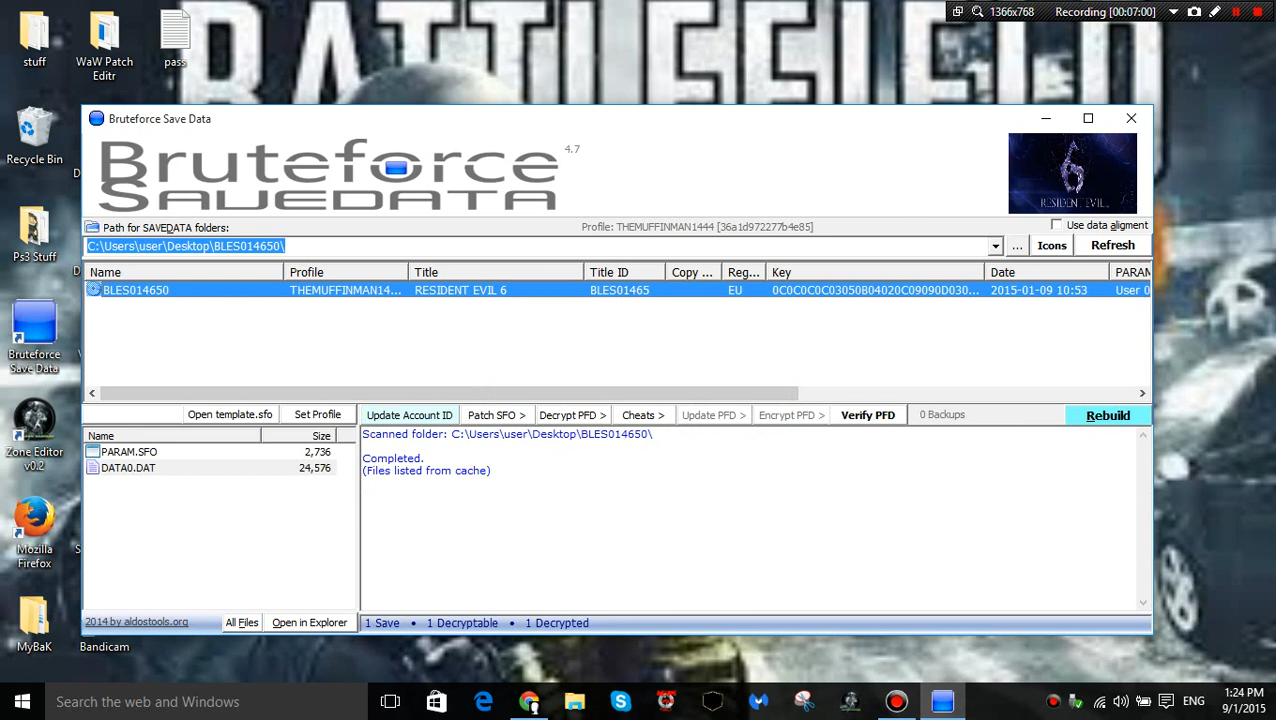 BATTLEFIELD
1366x768 Recording [00:07:00]
stuff
WaW Patch
Editr
pass
Recycle Bin
Ps3 Stuff
Bruteforce
Save Data
Zone Editor
v0.2
Mozilla
Firefox
MyBaK
Bandicam
Bruteforce Save Data
Bruteforce 4.7
SAVEDATA
6
RESIDENT EVIL
Path for SAVEDATA folders:
Profile: THEMUFFINMAN1444 [36a1d972277b4e85]
Use data aligment
C:\Users\user\Desktop\BLES014650\
... Icons Refresh
Name Profile Title Title ID Copy ... Reg... Key Date PARAM
BLES014650 THEMUFFINMAN14... RESIDENT EVIL 6 BLES01465 EU 0C0C0C0C03050B04020C09090D030... 2015-01-09 10:53 User 0
Open template.sfo Set Profile Update Account ID Patch SFO > Decrypt PFD > Cheats > Update PFD > Encrypt PFD > Verify PFD 0 Backups Rebuild
Name Size
PARAM.SFO 2,736
DATA0.DAT 24,576
Scanned folder: C:\Users\user\Desktop\BLES014650\
Completed.
(Files listed from cache)
2014 by aldostools.org All Files Open in Explorer 1 Save • 1 Decryptable • 1 Decrypted
Search the web and Windows
ENG
1:24 PM
9/1/2015